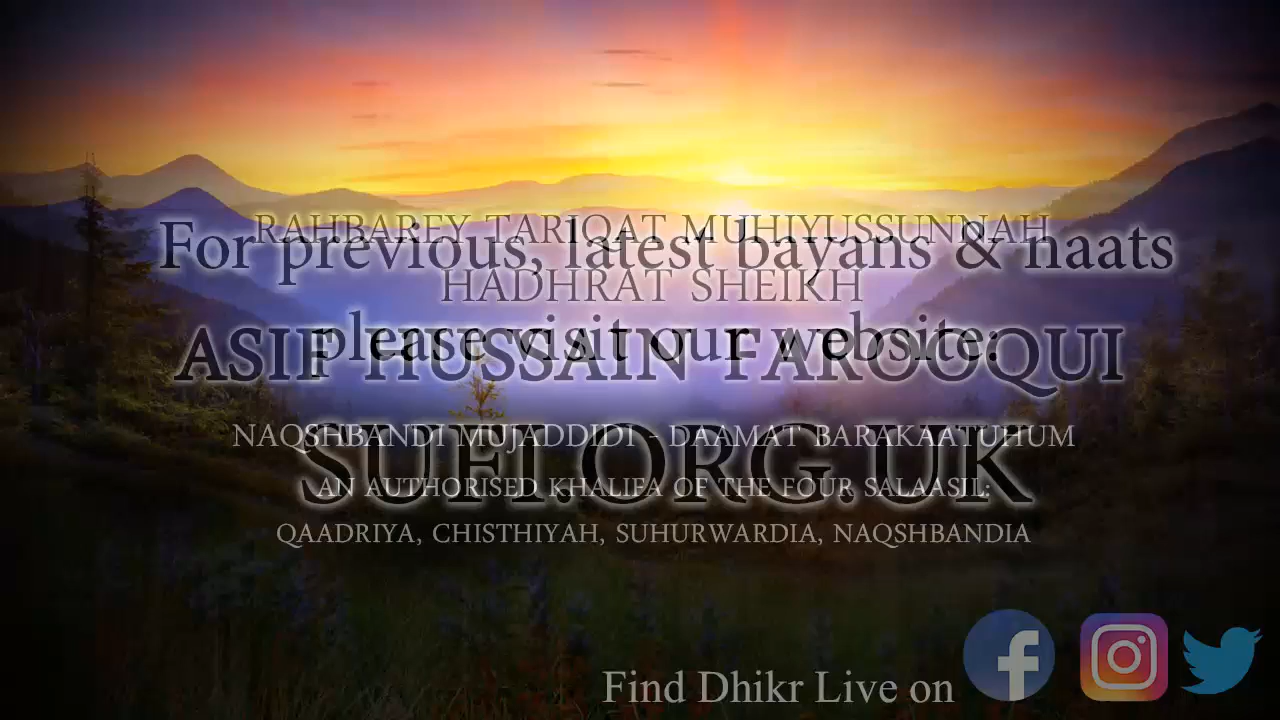 RAHBAREY TARIQAT MUHIYUSSUNNAH
For previous, latest bayans & naats
HADHRAT SHEIKH
please visit our website:
ASIF HUSSAIN FAROOQUI
NAQSHBANDI MUJADDIDI - DAAMAT BARAKAATUHUM
SUFI.ORG.UK
AN AUTHORISED KHALIFA OF THE FOUR SALAASIL:
QAADRIYA, CHISTHIYAH, SUHURWARDIA, NAQSHBANDIA
Find Dhikr Live on